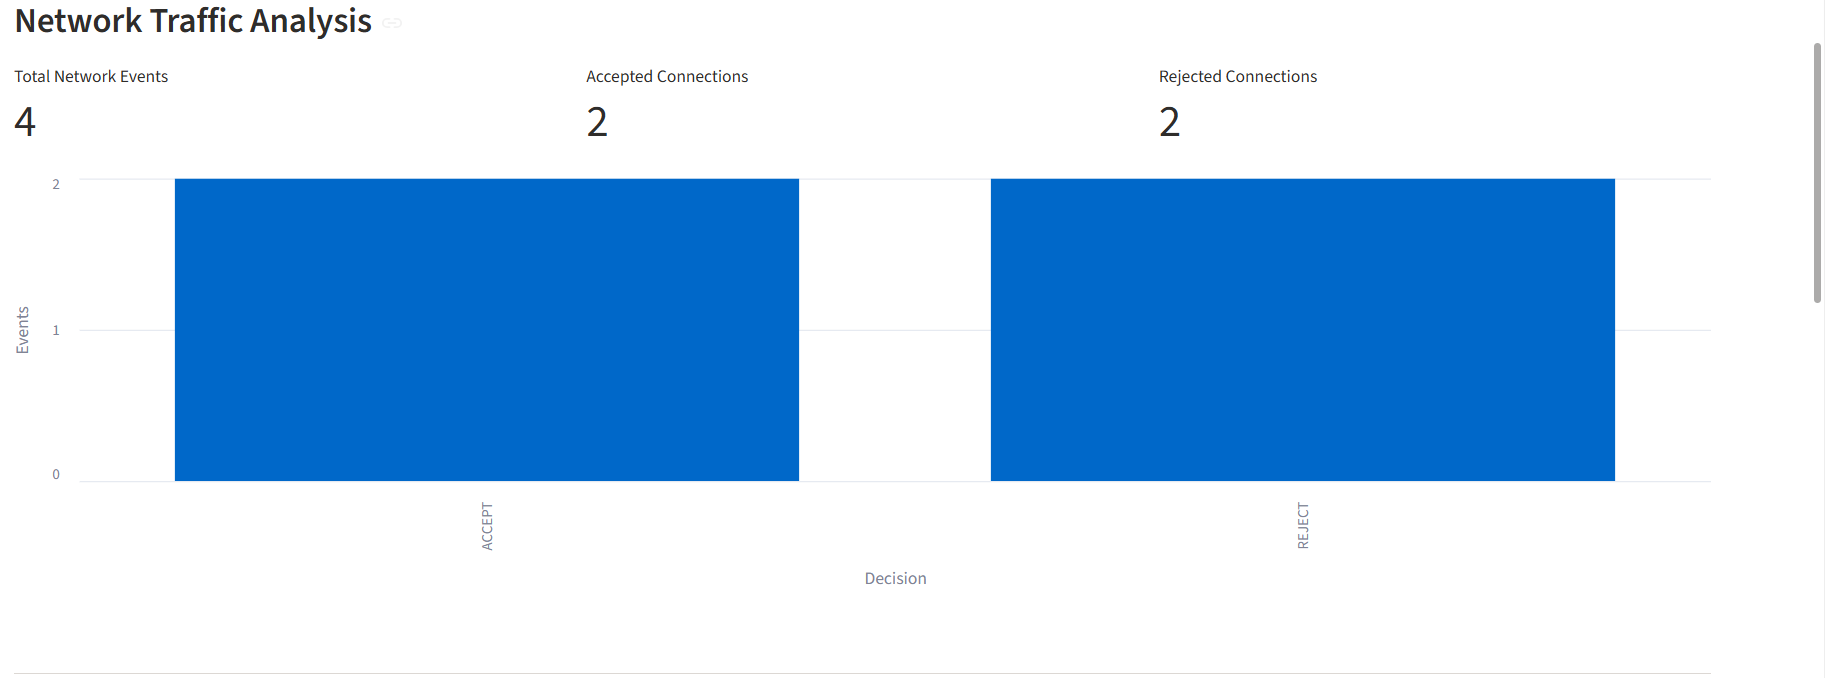 Network Traffic Analysis
Total Network Events
4
Accepted Connections
2
Rejected Connections
2
Events
2
1
0
ACCEPT
REJECT
Decision